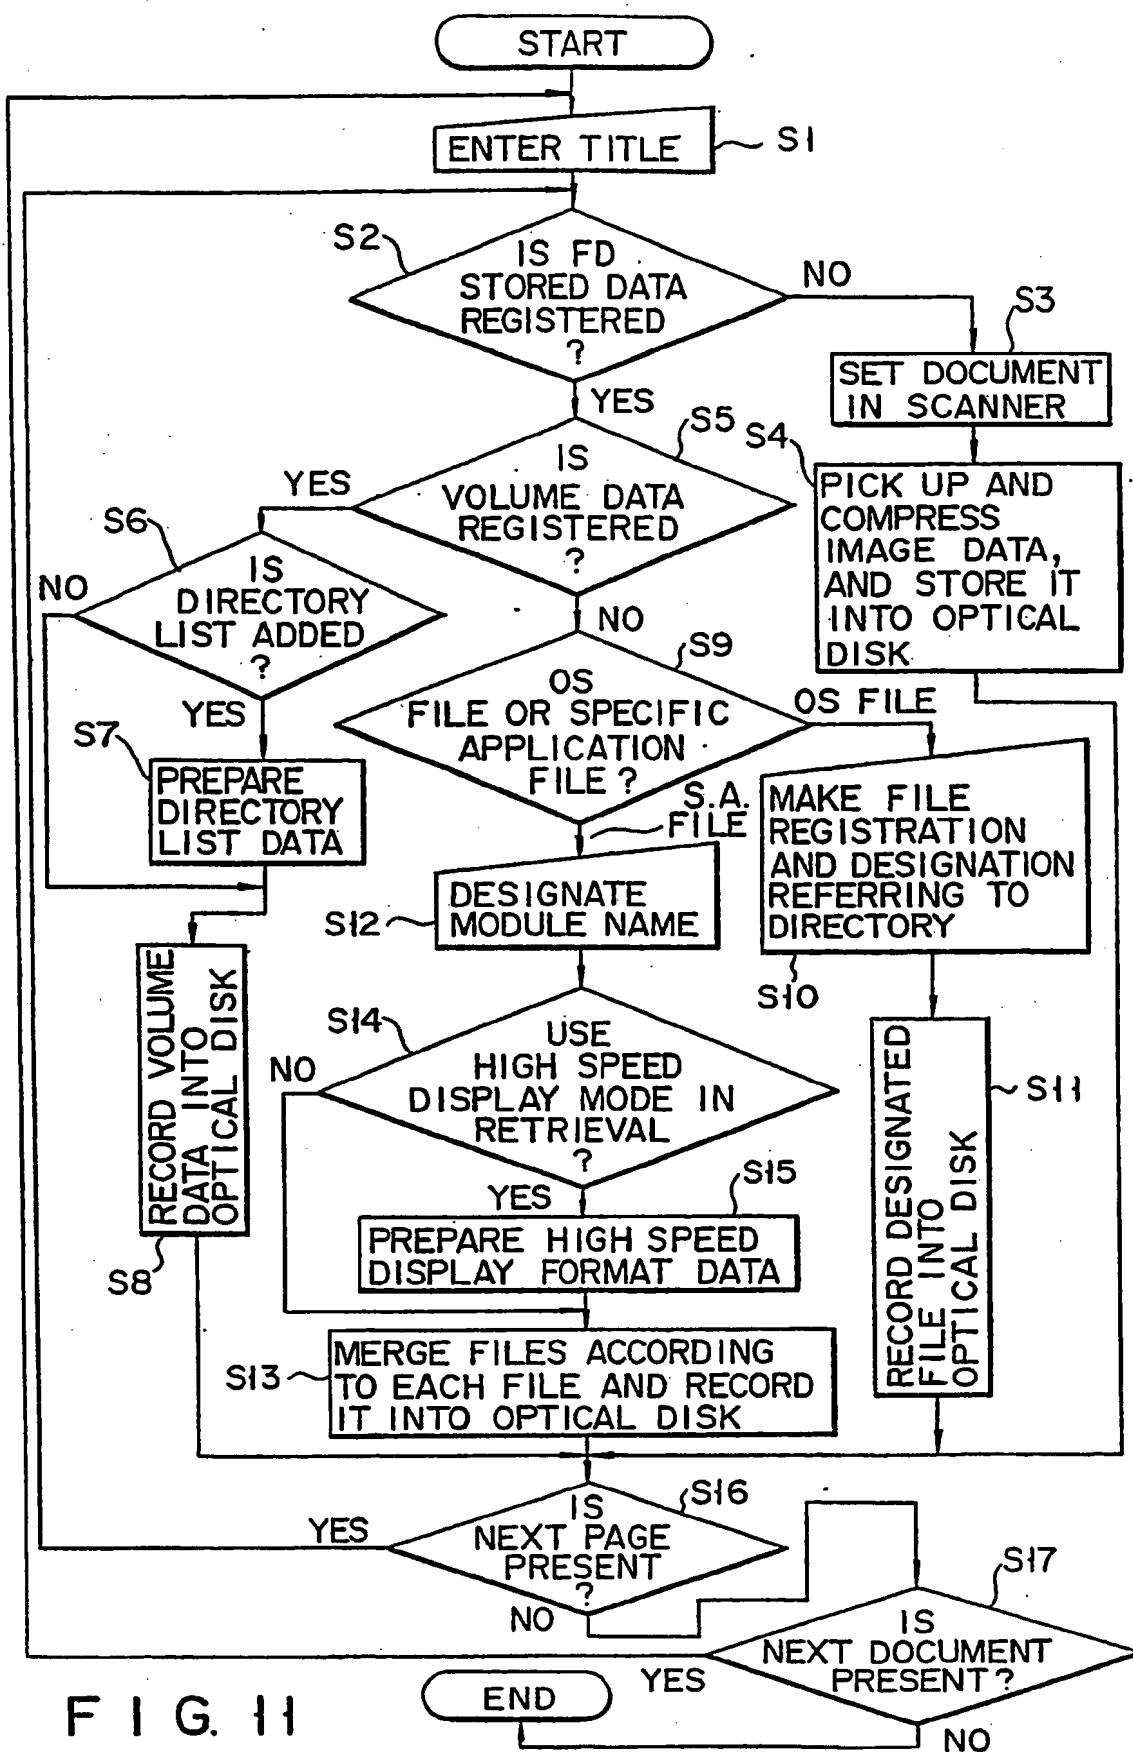 START
ENTER TITLE
S1
S2
IS FD
STORED DATA
REGISTERED
?
NO
YES
S3
SET DOCUMENT
IN SCANNER
S4
PICK UP AND
COMPRESS
IMAGE DATA,
AND STORE IT
INTO OPTICAL
DISK
S5
IS
VOLUME DATA
REGISTERED
?
YES
NO
S6
IS
DIRECTORY
LIST ADDED
?
NO
YES
S7
PREPARE
DIRECTORY
LIST DATA
RECORD VOLUME
DATA INTO
OPTICAL DISK
S8
S9
OS
FILE OR SPECIFIC
APPLICATION
FILE?
OS FILE
S.A.
FILE
MAKE FILE
REGISTRATION
AND DESIGNATION
REFERRING TO
DIRECTORY
S10
RECORD DESIGNATED
FILE INTO
OPTICAL DISK
S11
S12
DESIGNATE
MODULE NAME
S14
USE
HIGH SPEED
DISPLAY MODE IN
RETRIEVAL
?
NO
YES
S15
PREPARE HIGH SPEED
DISPLAY FORMAT DATA
S13
MERGE FILES ACCORDING
TO EACH FILE AND RECORD
IT INTO OPTICAL DISK
S16
IS
NEXT PAGE
PRESENT
?
YES
NO
S17
IS
NEXT DOCUMENT
PRESENT?
YES
NO
END
FIG. 11